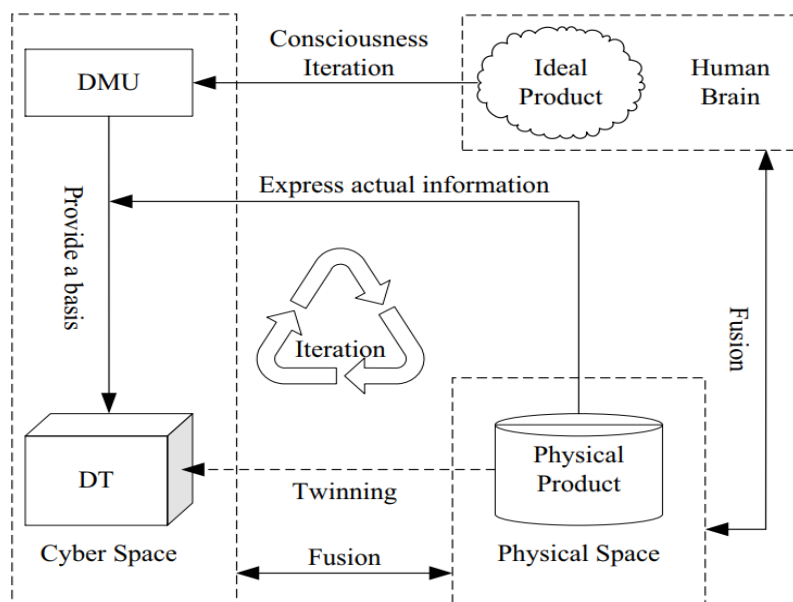 Consciousness
Iteration
DMU
Ideal
Product
Human
Brain
Express actual information
Provide a basis
Iteration
Fusion
DT
Twinning
Physical
Product
Cyber Space
Fusion
Physical Space